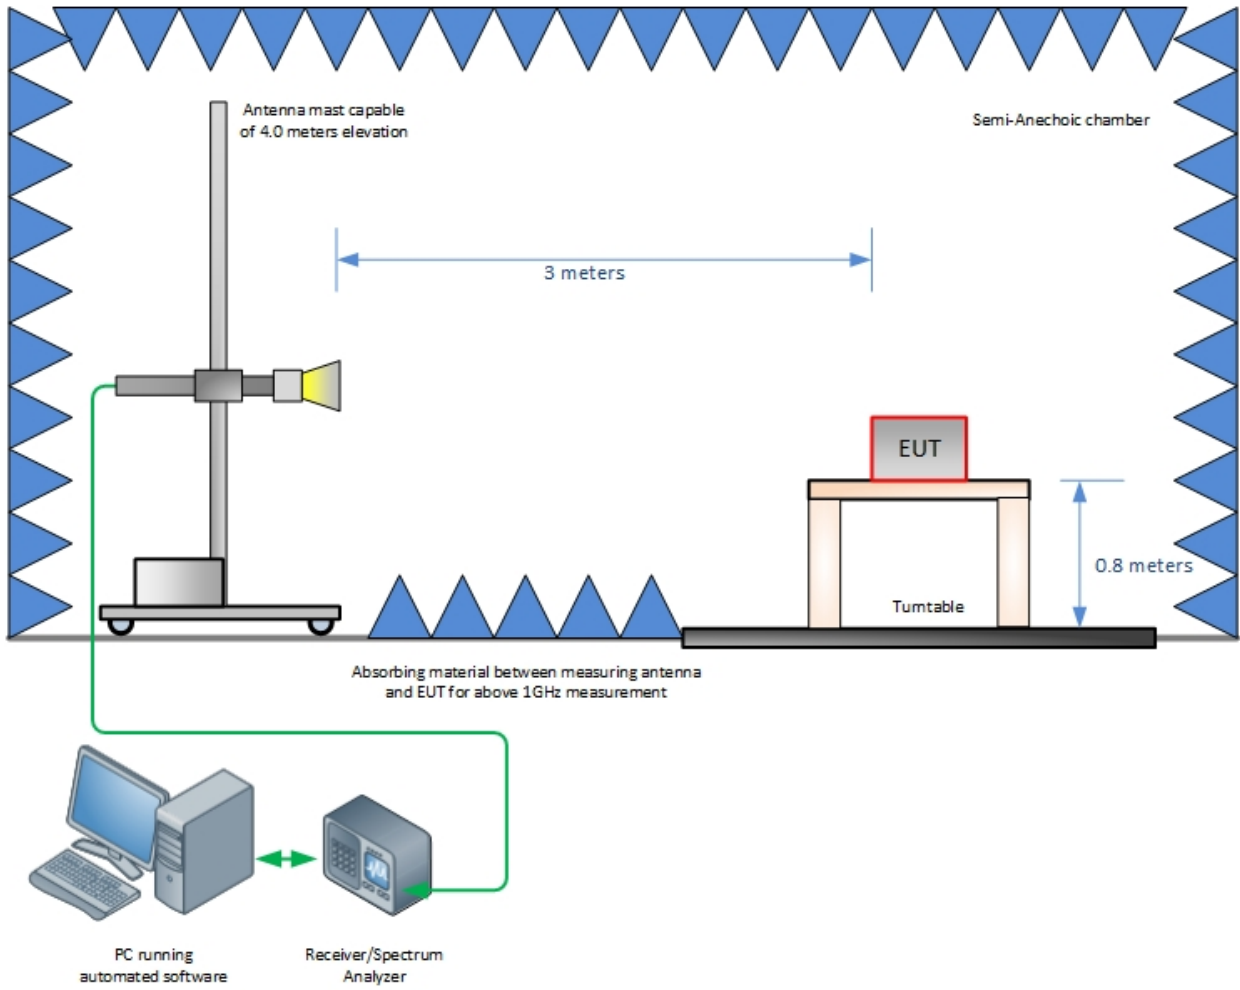 Antenna mast capable
of 4.0 meters elevation
Semi-Anechoic chamber
3 meters
EUT
0.8 meters
Turntable
Absorbing material between measuring antenna
and EUT for above 1GHz measurement
PC running
automated software
Receiver/Spectrum
Analyzer